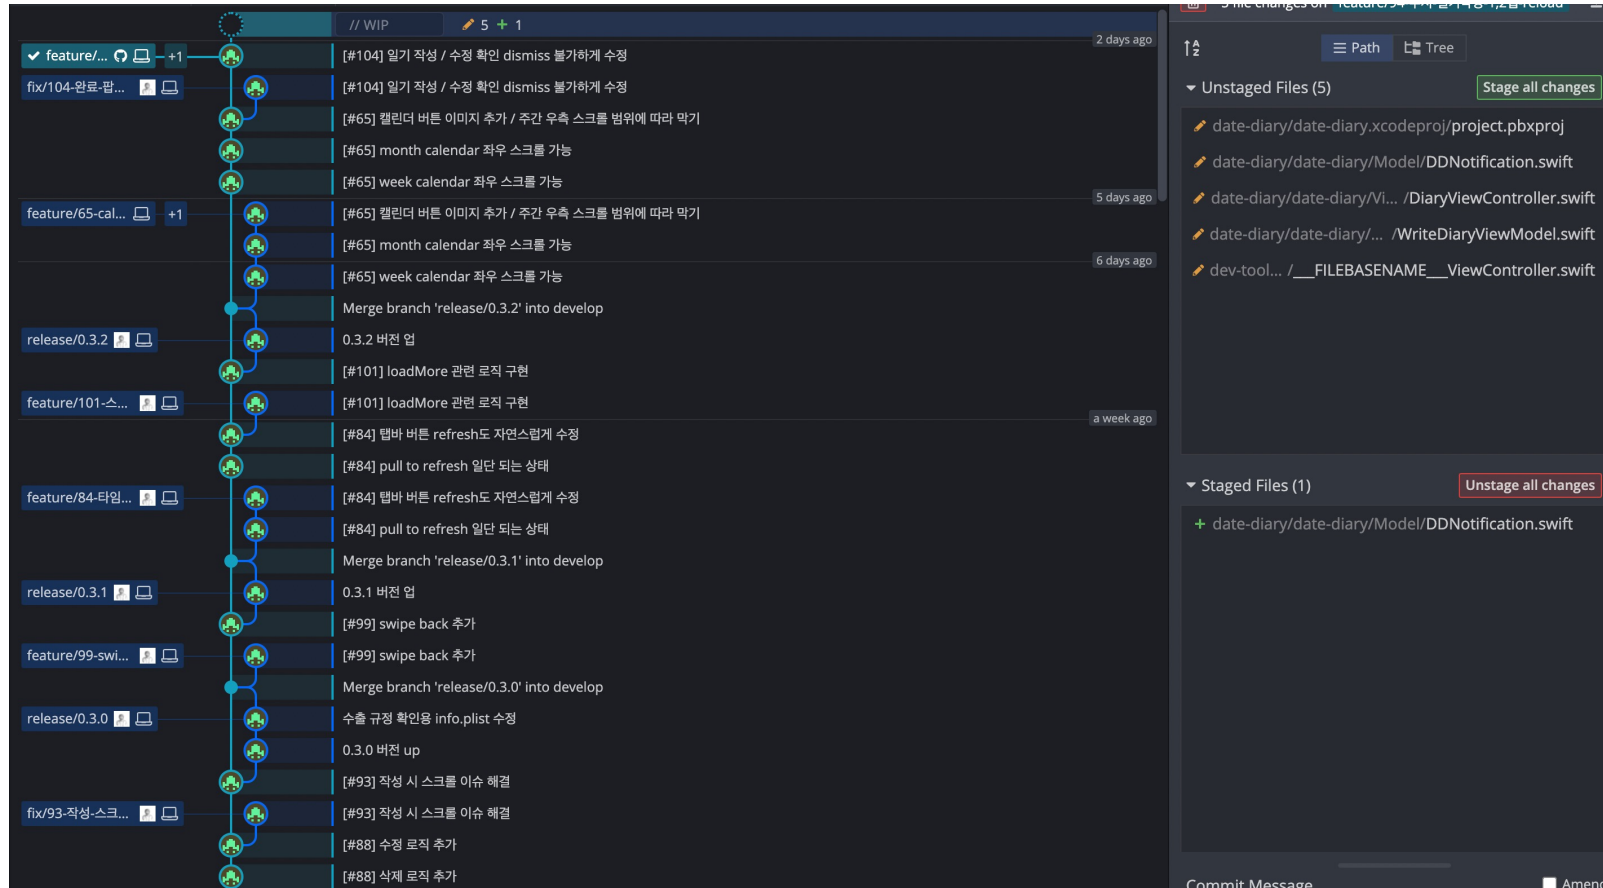 // WIP 5 1
2 days ago
feature/... +1 [#104] 일기 작성 / 수정 확인 dismiss 불가하게 수정
fix/104-완료-팝... [#104] 일기 작성 / 수정 확인 dismiss 불가하게 수정
[#65] 캘린더 버튼 이미지 추가 / 주간 우측 스크롤 범위에 따라 막기
[#65] month calendar 좌우 스크롤 가능
[#65] week calendar 좌우 스크롤 가능
5 days ago
feature/65-cal... +1 [#65] 캘린더 버튼 이미지 추가 / 주간 우측 스크롤 범위에 따라 막기
[#65] month calendar 좌우 스크롤 가능
6 days ago
[#65] week calendar 좌우 스크롤 가능
Merge branch 'release/0.3.2' into develop
release/0.3.2 0.3.2 버전 업
[#101] loadMore 관련 로직 구현
feature/101-스... [#101] loadMore 관련 로직 구현
a week ago
[#84] 탭바 버튼 refresh도 자연스럽게 수정
[#84] pull to refresh 일단 되는 상태
feature/84-타임... [#84] 탭바 버튼 refresh도 자연스럽게 수정
[#84] pull to refresh 일단 되는 상태
Merge branch 'release/0.3.1' into develop
release/0.3.1 0.3.1 버전 업
[#99] swipe back 추가
feature/99-swi... [#99] swipe back 추가
Merge branch 'release/0.3.0' into develop
release/0.3.0 수출 규정 확인용 info.plist 수정
0.3.0 버전 up
[#93] 작성 시 스크롤 이슈 해결
fix/93-작성-스크... [#93] 작성 시 스크롤 이슈 해결
[#88] 수정 로직 추가
[#88] 삭제 로직 추가
file changes on
Path Tree
Unstaged Files (5) Stage all changes
date-diary/date-diary.xcodeproj/project.pbxproj
date-diary/date-diary/Model/DDNotification.swift
date-diary/date-diary/Vi... /DiaryViewController.swift
date-diary/date-diary/... /WriteDiaryViewModel.swift
dev-tool... /___FILEBASENAME___ViewController.swift
Staged Files (1) Unstage all changes
date-diary/date-diary/Model/DDNotification.swift
Commit Message Amend